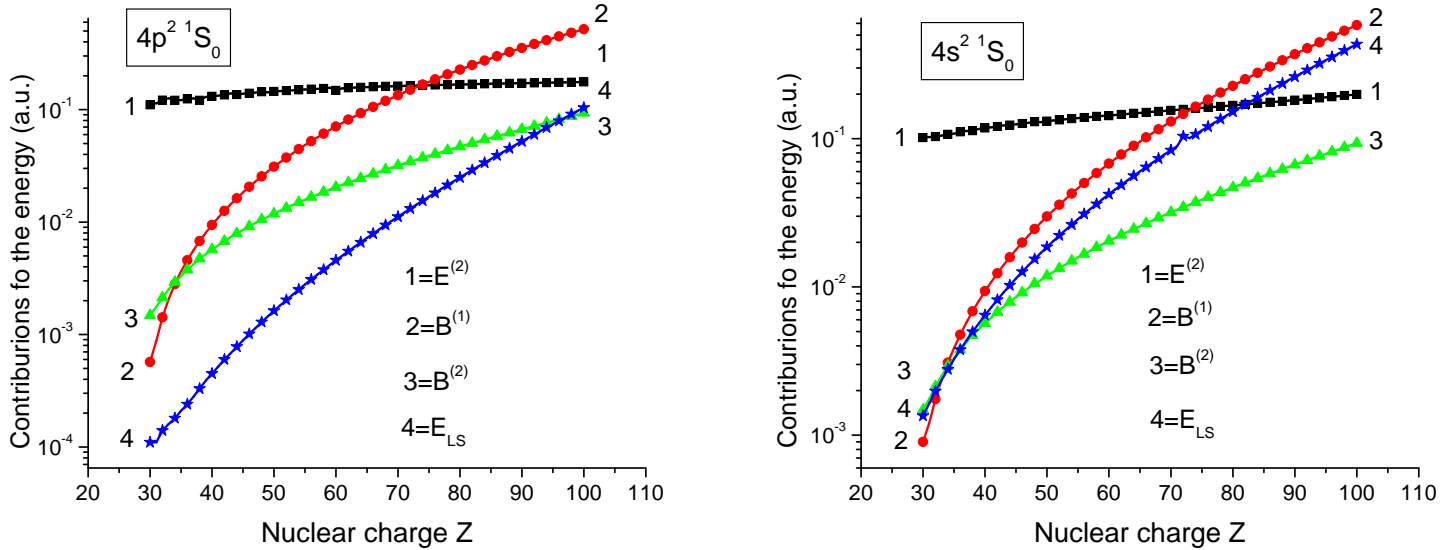 4p² ¹S₀
Contriburions fo the energy (a.u.)
10⁻¹
10⁻²
10⁻³
10⁻⁴
1
3
2
4
2
1
4
3
1=E⁽²⁾
2=B⁽¹⁾
3=B⁽²⁾
4=E_LS
20 30 40 50 60 70 80 90 100 110
Nuclear charge Z
4s² ¹S₀
Contriburions fo the energy (a.u.)
10⁻¹
10⁻²
10⁻³
1
3
4
2
2
4
1
3
1=E⁽²⁾
2=B⁽¹⁾
3=B⁽²⁾
4=E_LS
20 30 40 50 60 70 80 90 100 110
Nuclear charge Z